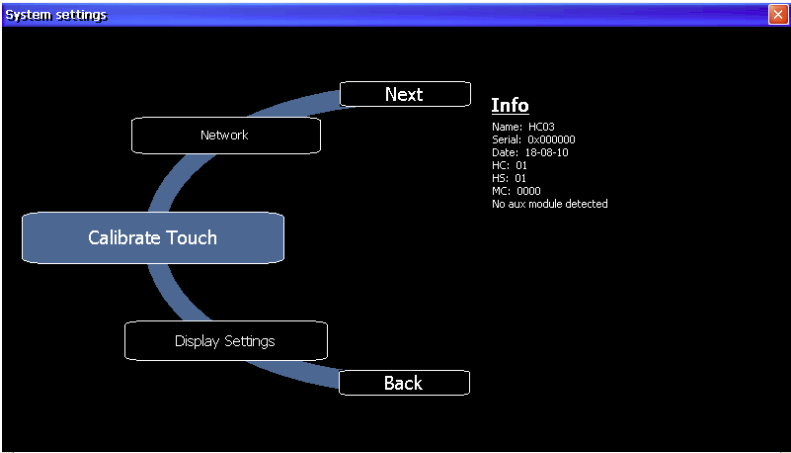 System settings
Next
Network
Calibrate Touch
Display Settings
Back
Info
Name: HC03
Serial: 0x000000
Date: 18-08-10
HC: 01
HS: 01
MC: 0000
No aux module detected